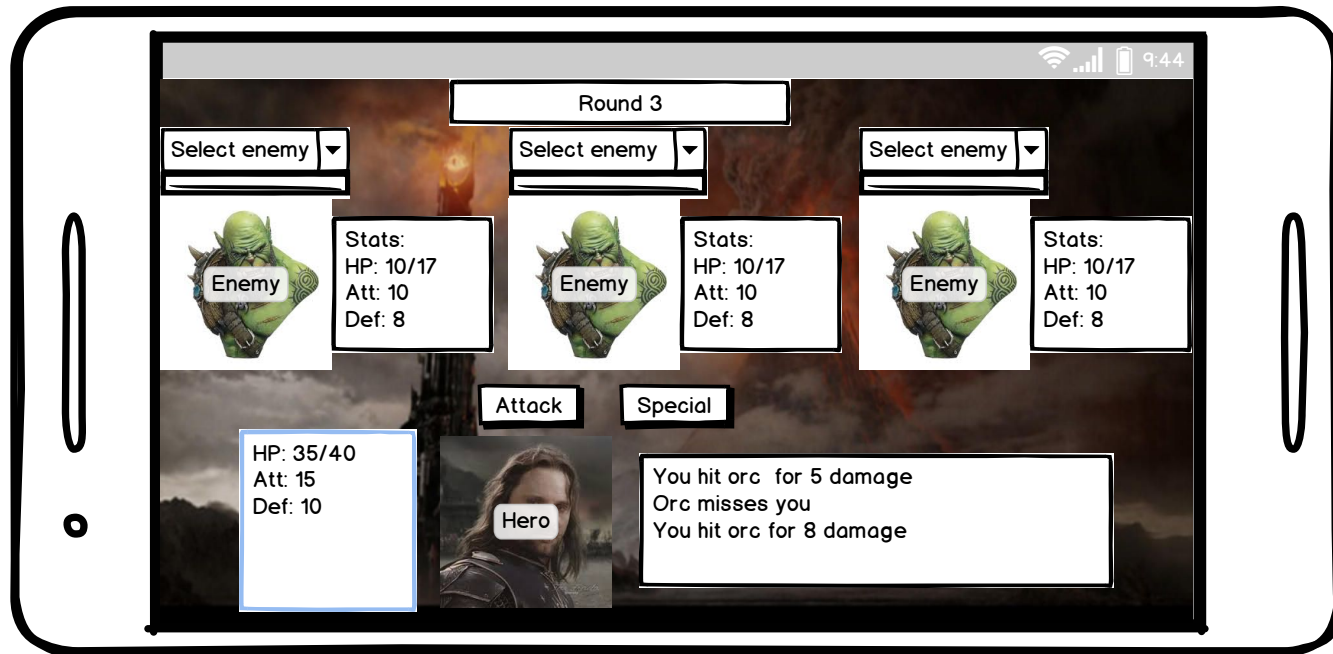 9:44
Round 3
Select enemy
Select enemy
Select enemy
Enemy
Stats:
HP: 10/17
Att: 10
Def: 8
Enemy
Stats:
HP: 10/17
Att: 10
Def: 8
Enemy
Stats:
HP: 10/17
Att: 10
Def: 8
Attack
Special
HP: 35/40
Att: 15
Def: 10
Hero
You hit orc  for 5 damage
Orc misses you
You hit orc for 8 damage